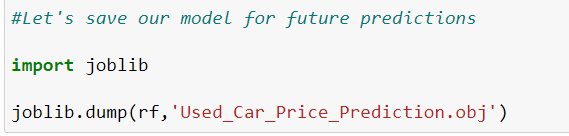 #Let's save our model for future predictions
import joblib
joblib.dump(rf,'Used_Car_Price_Prediction.obj')